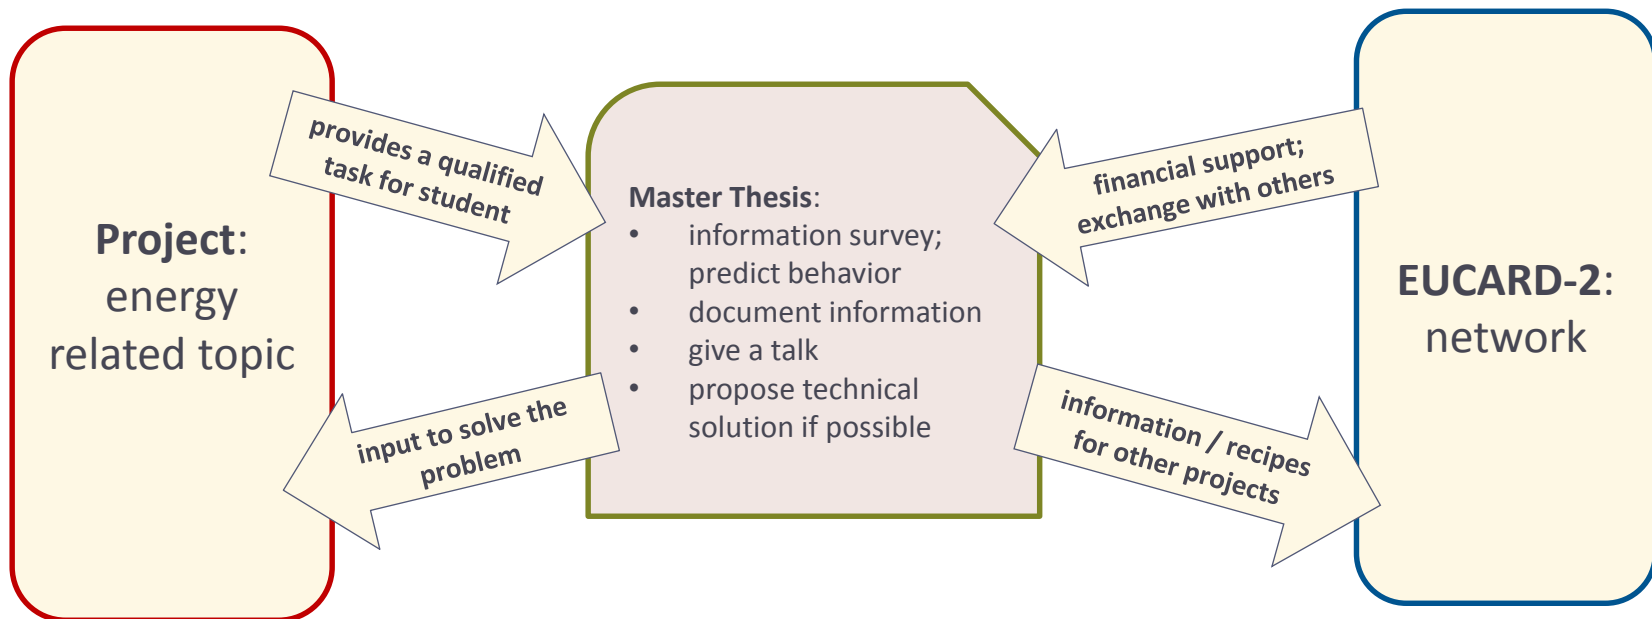 Project:
energy
related topic
provides a qualified
task for student
input to solve the
problem
Master Thesis:
• information survey;
predict behavior
• document information
• give a talk
• propose technical
solution if possible
financial support;
exchange with others
information / recipes
for other projects
EUCARD-2:
network